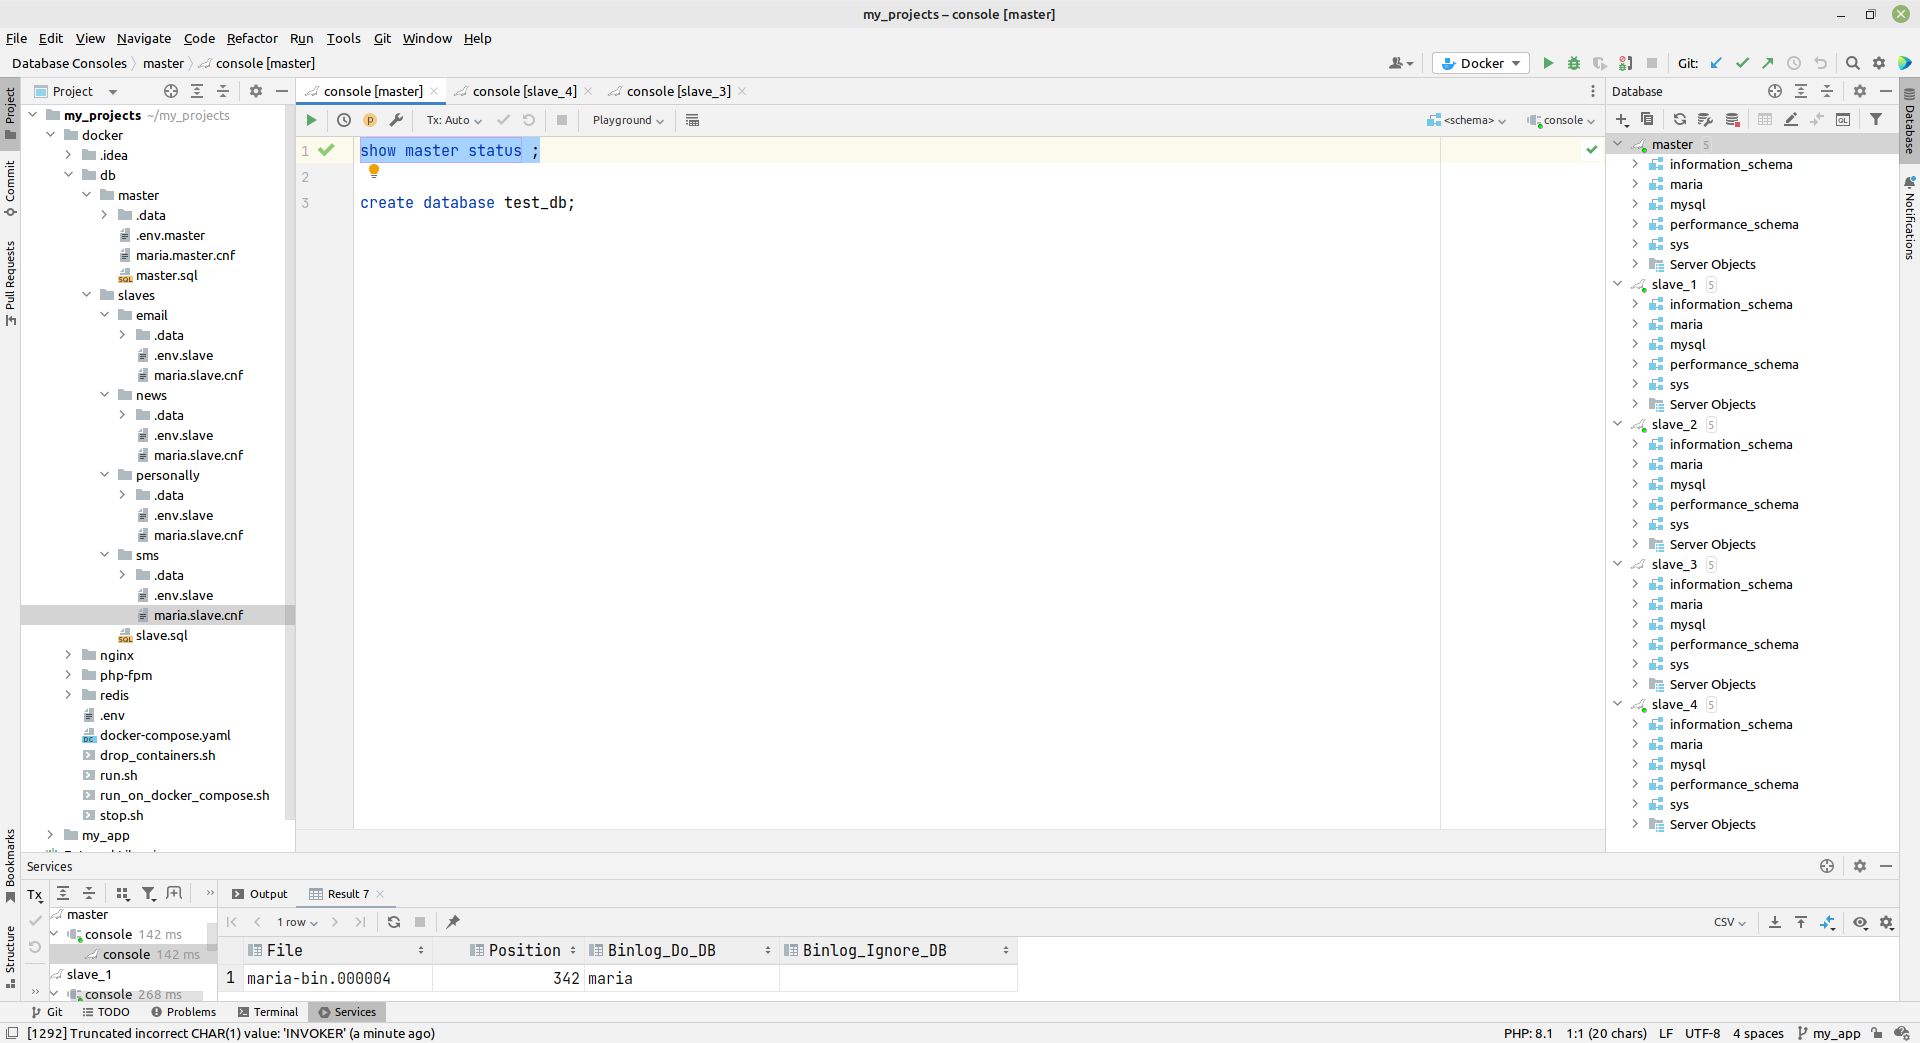 my_projects – console [master]
File Edit View Navigate Code Refactor Run Tools Git Window Help
Database Consoles master console [master]
Docker
Git:
Project
console [master]
console [slave_4]
console [slave_3]
Database
Tx: Auto
Playground
<schema>
console
1
show master status ;
2
3
create database test_db;
my_projects ~/my_projects
docker
.idea
db
master
.data
.env.master
maria.master.cnf
master.sql
slaves
email
.data
.env.slave
maria.slave.cnf
news
.data
.env.slave
maria.slave.cnf
personally
.data
.env.slave
maria.slave.cnf
sms
.data
.env.slave
maria.slave.cnf
slave.sql
nginx
php-fpm
redis
.env
docker-compose.yaml
drop_containers.sh
run.sh
run_on_docker_compose.sh
stop.sh
my_app
master 5
information_schema
maria
mysql
performance_schema
sys
Server Objects
slave_1 5
information_schema
maria
mysql
performance_schema
sys
Server Objects
slave_2 5
information_schema
maria
mysql
performance_schema
sys
Server Objects
slave_3 5
information_schema
maria
mysql
performance_schema
sys
Server Objects
slave_4 5
information_schema
maria
mysql
performance_schema
sys
Server Objects
Project
Commit
Pull Requests
Bookmarks
Structure
Database
Notifications
Services
Tx
Output
Result 7
master
console 142 ms
console 142 ms
slave_1
console 268 ms
1 row
CSV
File Position Binlog_Do_DB Binlog_Ignore_DB
1 maria-bin.000004 342 maria
Git TODO Problems Terminal Services
[1292] Truncated incorrect CHAR(1) value: 'INVOKER' (a minute ago)
PHP: 8.1 1:1 (20 chars) LF UTF-8 4 spaces my_app